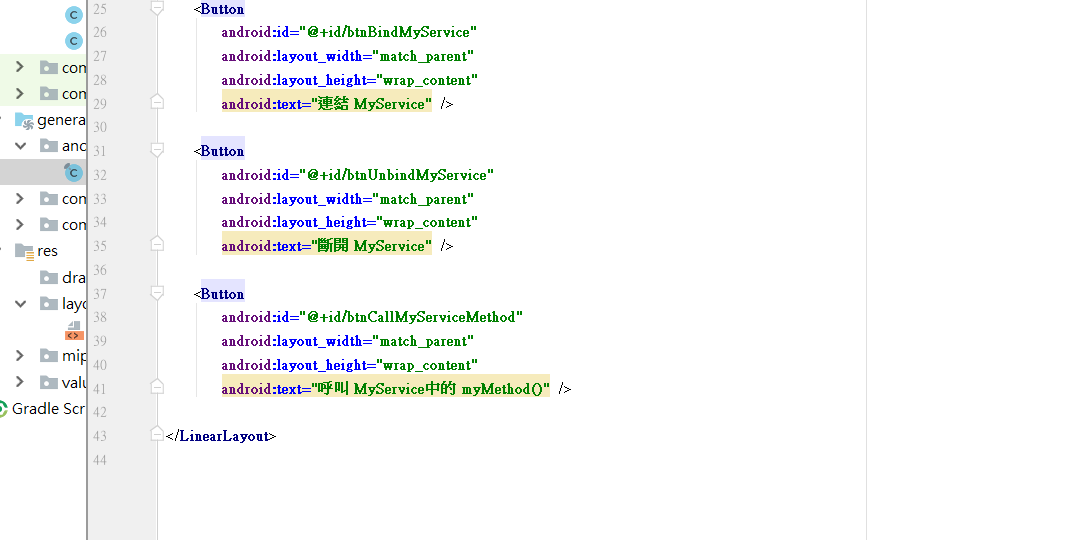 C
C
com
com
genera
and
C
com
com
res
dra
layo
mip
valu
Gradle Scr
25 <Button
26 android:id="@+id/btnBindMyService"
27 android:layout_width="match_parent"
28 android:layout_height="wrap_content"
29 android:text="連結 MyService" />
30
31 <Button
32 android:id="@+id/btnUnbindMyService"
33 android:layout_width="match_parent"
34 android:layout_height="wrap_content"
35 android:text="斷開 MyService" />
36
37 <Button
38 android:id="@+id/btnCallMyServiceMethod"
39 android:layout_width="match_parent"
40 android:layout_height="wrap_content"
41 android:text="呼叫 MyService中的 myMethod()" />
42
43 </LinearLayout>
44